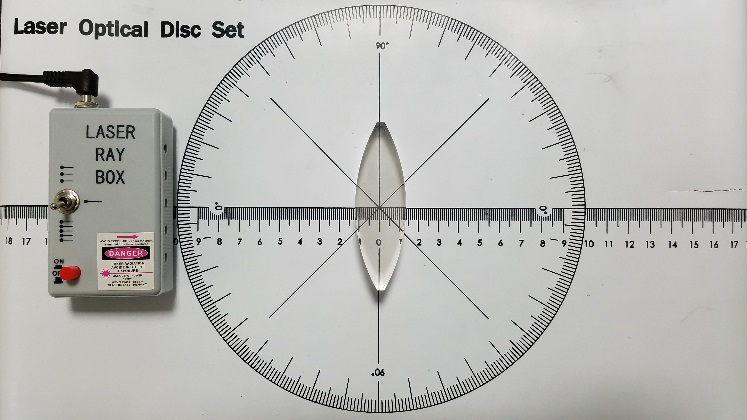 Laser Optical Disc Set
90°
LASER
RAY
BOX
0°
0°
18 17 9 8 7 6 5 4 3 2 1 0 1 2 3 4 5 6 7 8 9 10 11 12 13 14 15 16 17
DANGER
ON
OFF
90°